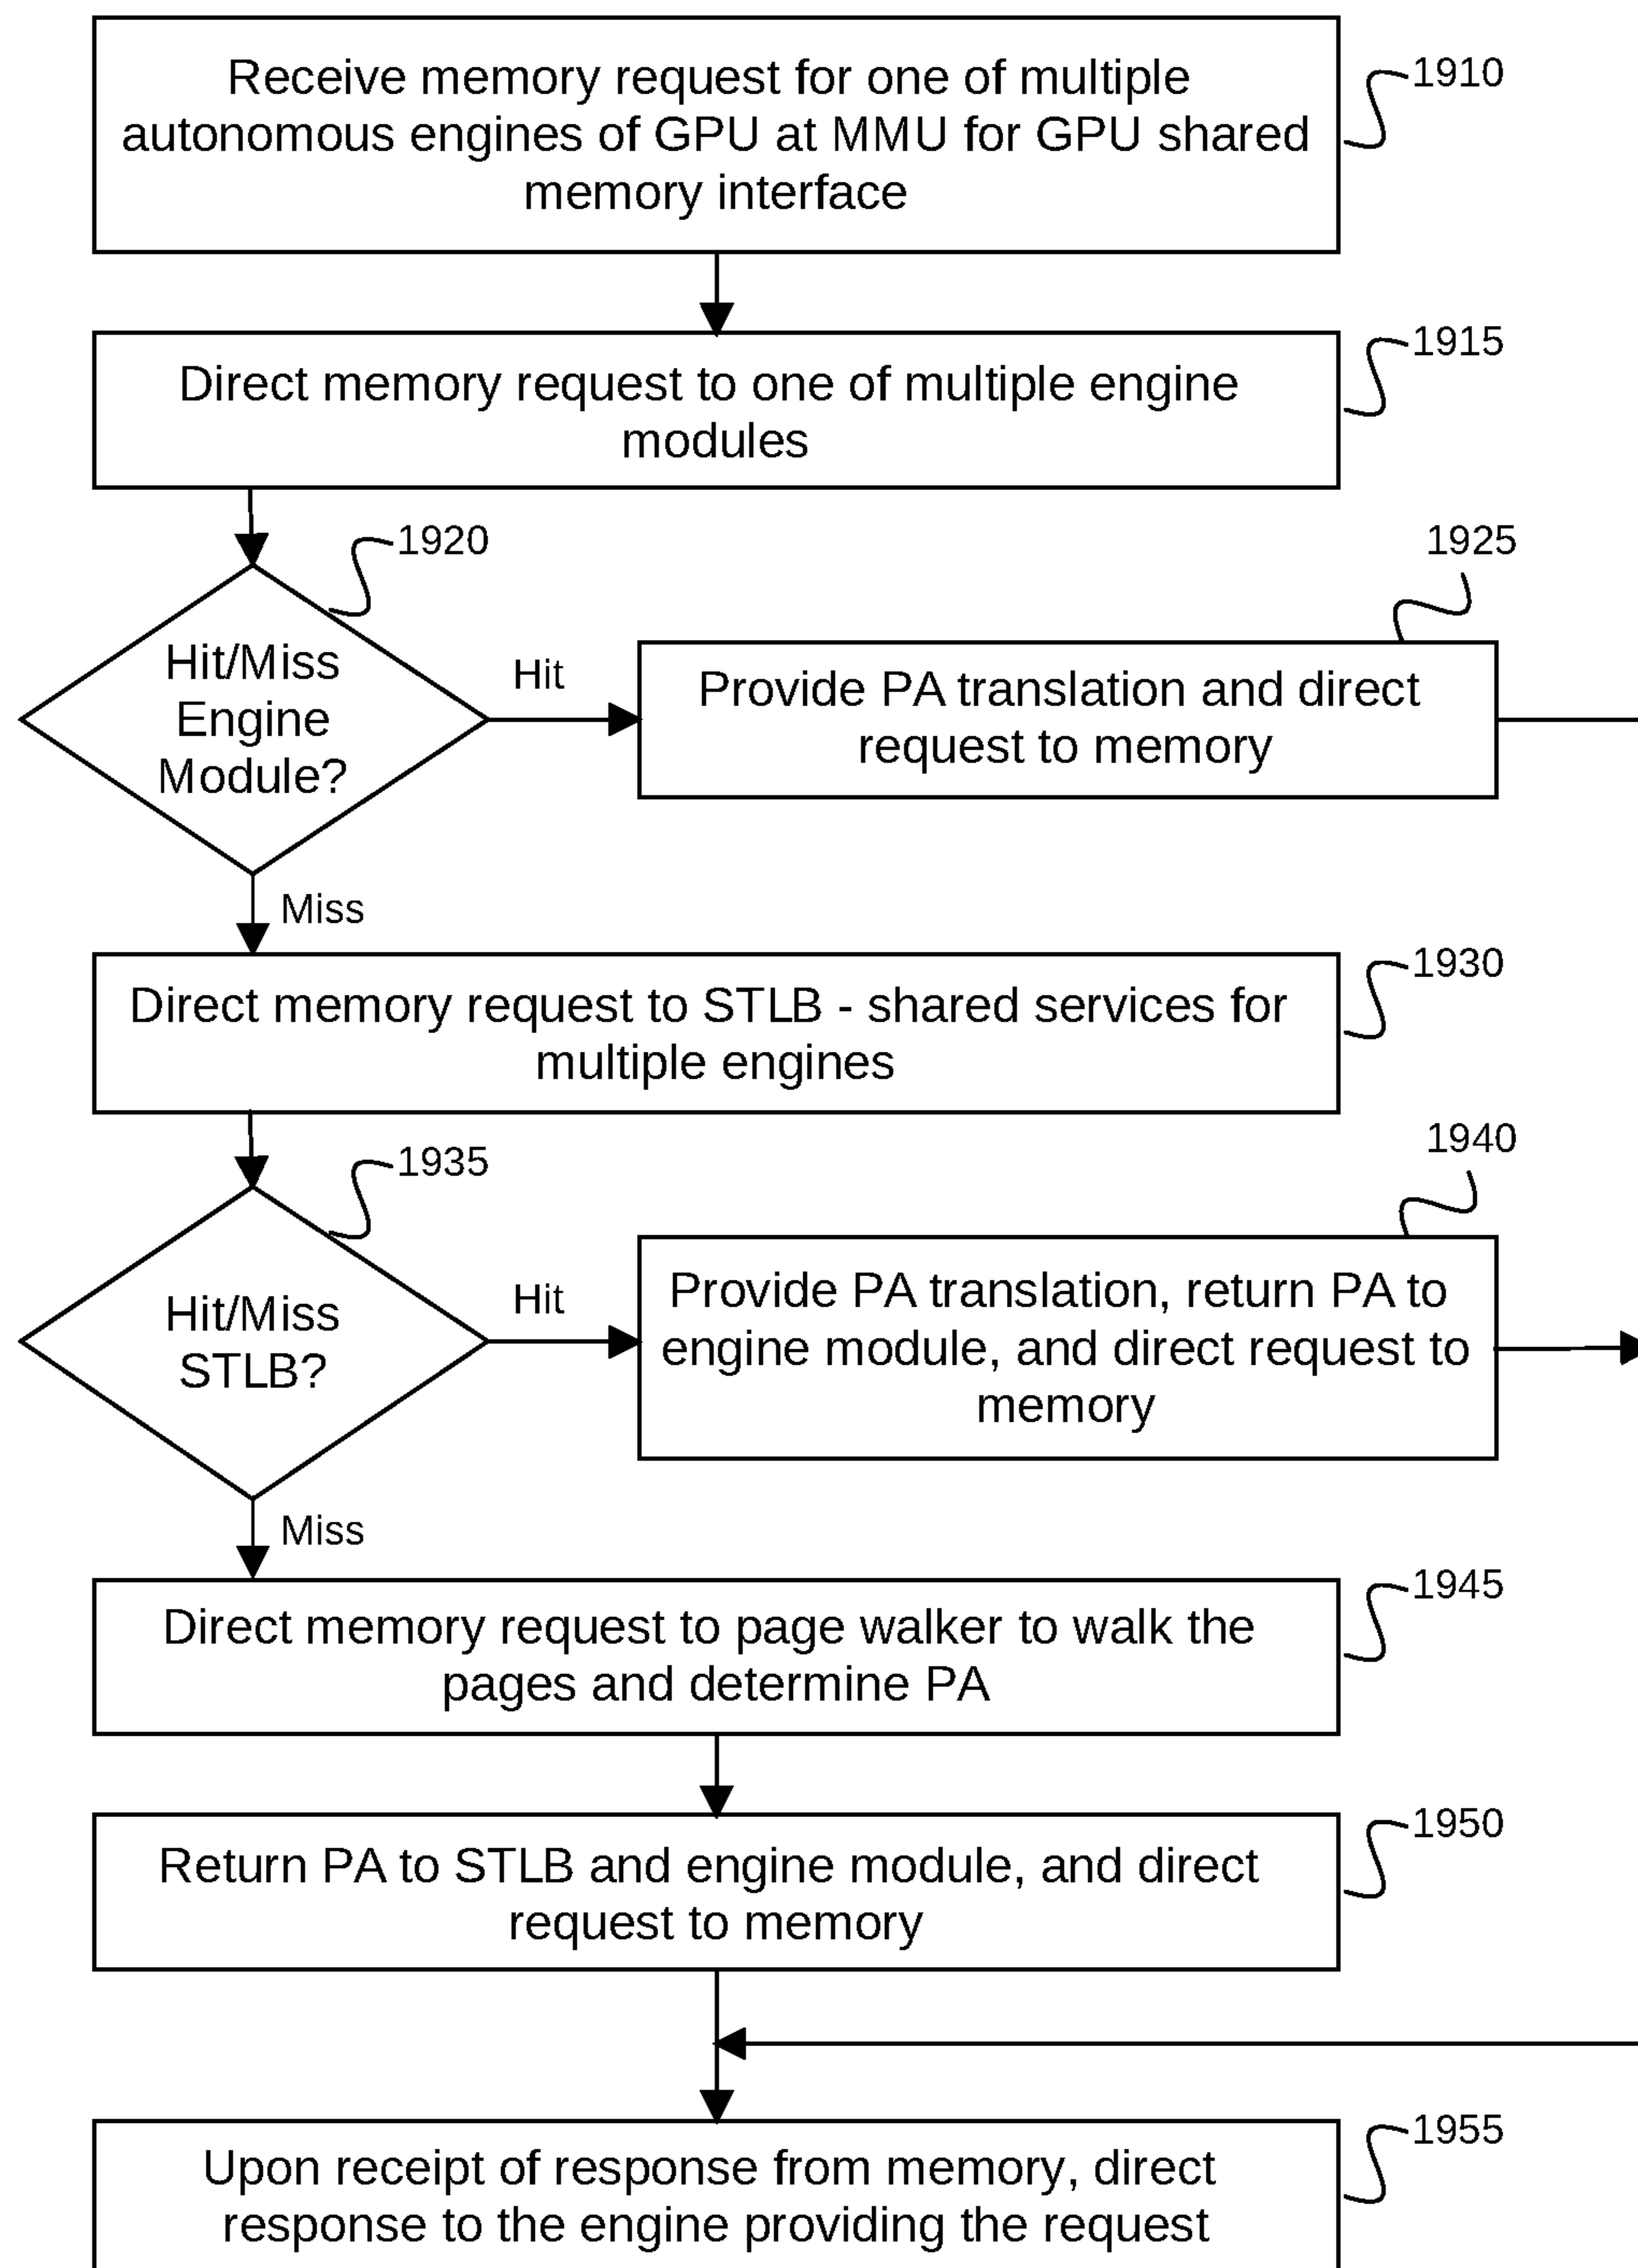 Receive memory request for one of multiple
autonomous engines of GPU at MMU for GPU shared
memory interface
1910
Direct memory request to one of multiple engine
modules
1915
1920
Hit/Miss
Engine
Module?
Hit
1925
Provide PA translation and direct
request to memory
Miss
Direct memory request to STLB - shared services for
multiple engines
1930
1935
Hit/Miss
STLB?
Hit
1940
Provide PA translation, return PA to
engine module, and direct request to
memory
Miss
Direct memory request to page walker to walk the
pages and determine PA
1945
Return PA to STLB and engine module, and direct
request to memory
1950
Upon receipt of response from memory, direct
response to the engine providing the request
1955